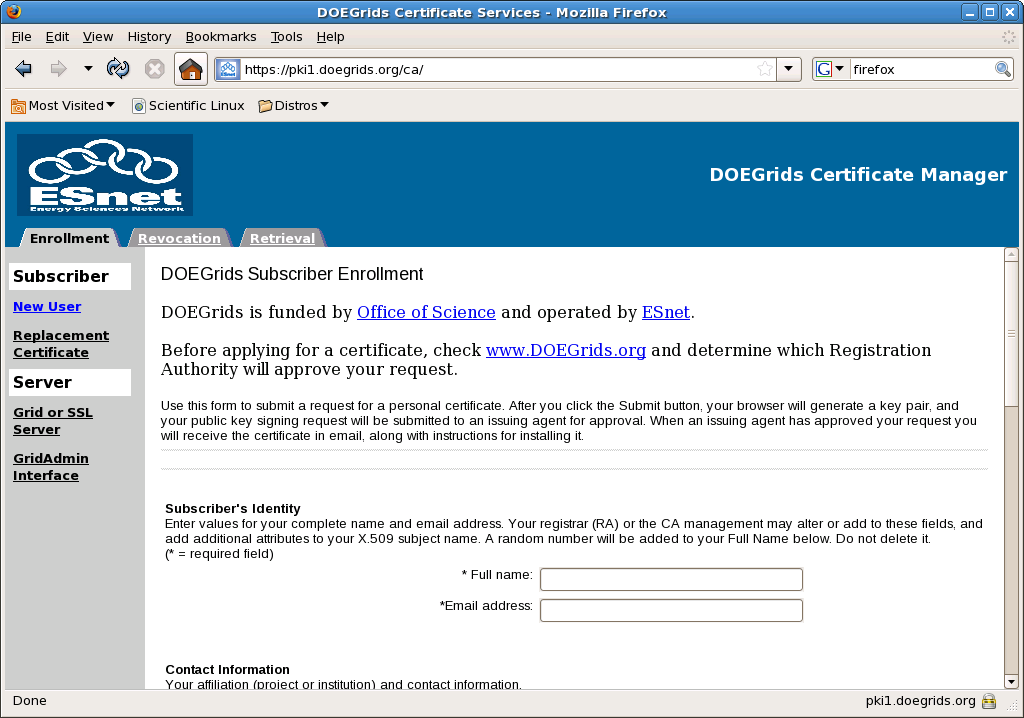 DOEGrids Certificate Services - Mozilla Firefox
File Edit View History Bookmarks Tools Help
https://pki1.doegrids.org/ca/
G
firefox
Most Visited
Scientific Linux
Distros
ESnet
Energy Sciences Network
DOEGrids Certificate Manager
Enrollment
Revocation
Retrieval
Subscriber
New User
Replacement
Certificate
Server
Grid or SSL
Server
GridAdmin
Interface
DOEGrids Subscriber Enrollment
DOEGrids is funded by Office of Science and operated by ESnet.
Before applying for a certificate, check www.DOEGrids.org and determine which Registration
Authority will approve your request.
Use this form to submit a request for a personal certificate. After you click the Submit button, your browser will generate a key pair, and
your public key signing request will be submitted to an issuing agent for approval. When an issuing agent has approved your request you
will receive the certificate in email, along with instructions for installing it.
Subscriber's Identity
Enter values for your complete name and email address. Your registrar (RA) or the CA management may alter or add to these fields, and
add additional attributes to your X.509 subject name. A random number will be added to your Full Name below. Do not delete it.
(* = required field)
* Full name:
*Email address:
Contact Information
Your affiliation (project or institution) and contact information.
Done
pki1.doegrids.org